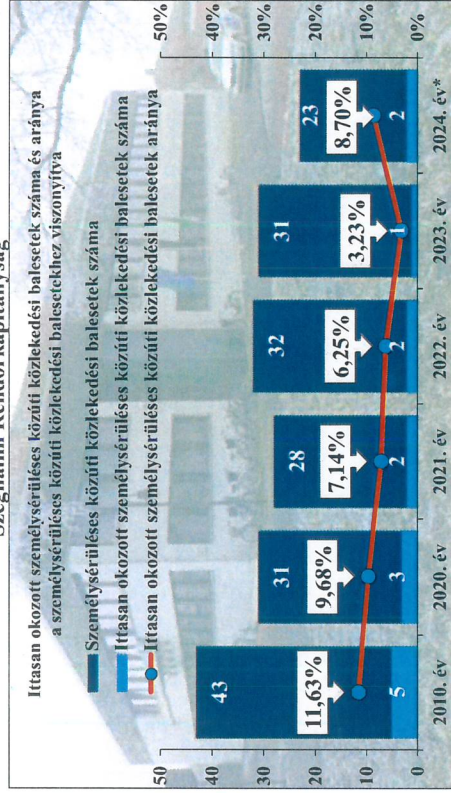 Szeghalmi Rendőrkapitányság
Ittasan okozott személysérüléses közúti közlekedési balesetek száma és aránya
a személysérüléses közúti közlekedési balesetekhez viszonyítva
Személysérüléses közúti közlekedési balesetek száma
Ittasan okozott személysérüléses közúti közlekedési balesetek száma
Ittasan okozott személysérüléses közúti közlekedési balesetek aránya
50
40
30
20
10
0
50%
40%
30%
20%
10%
0%
43
11,63%
5
31
9,68%
3
28
7,14%
2
32
6,25%
2
31
3,23%
1
23
8,70%
2
2010. év
2020. év
2021. év
2022. év
2023. év
2024. év*